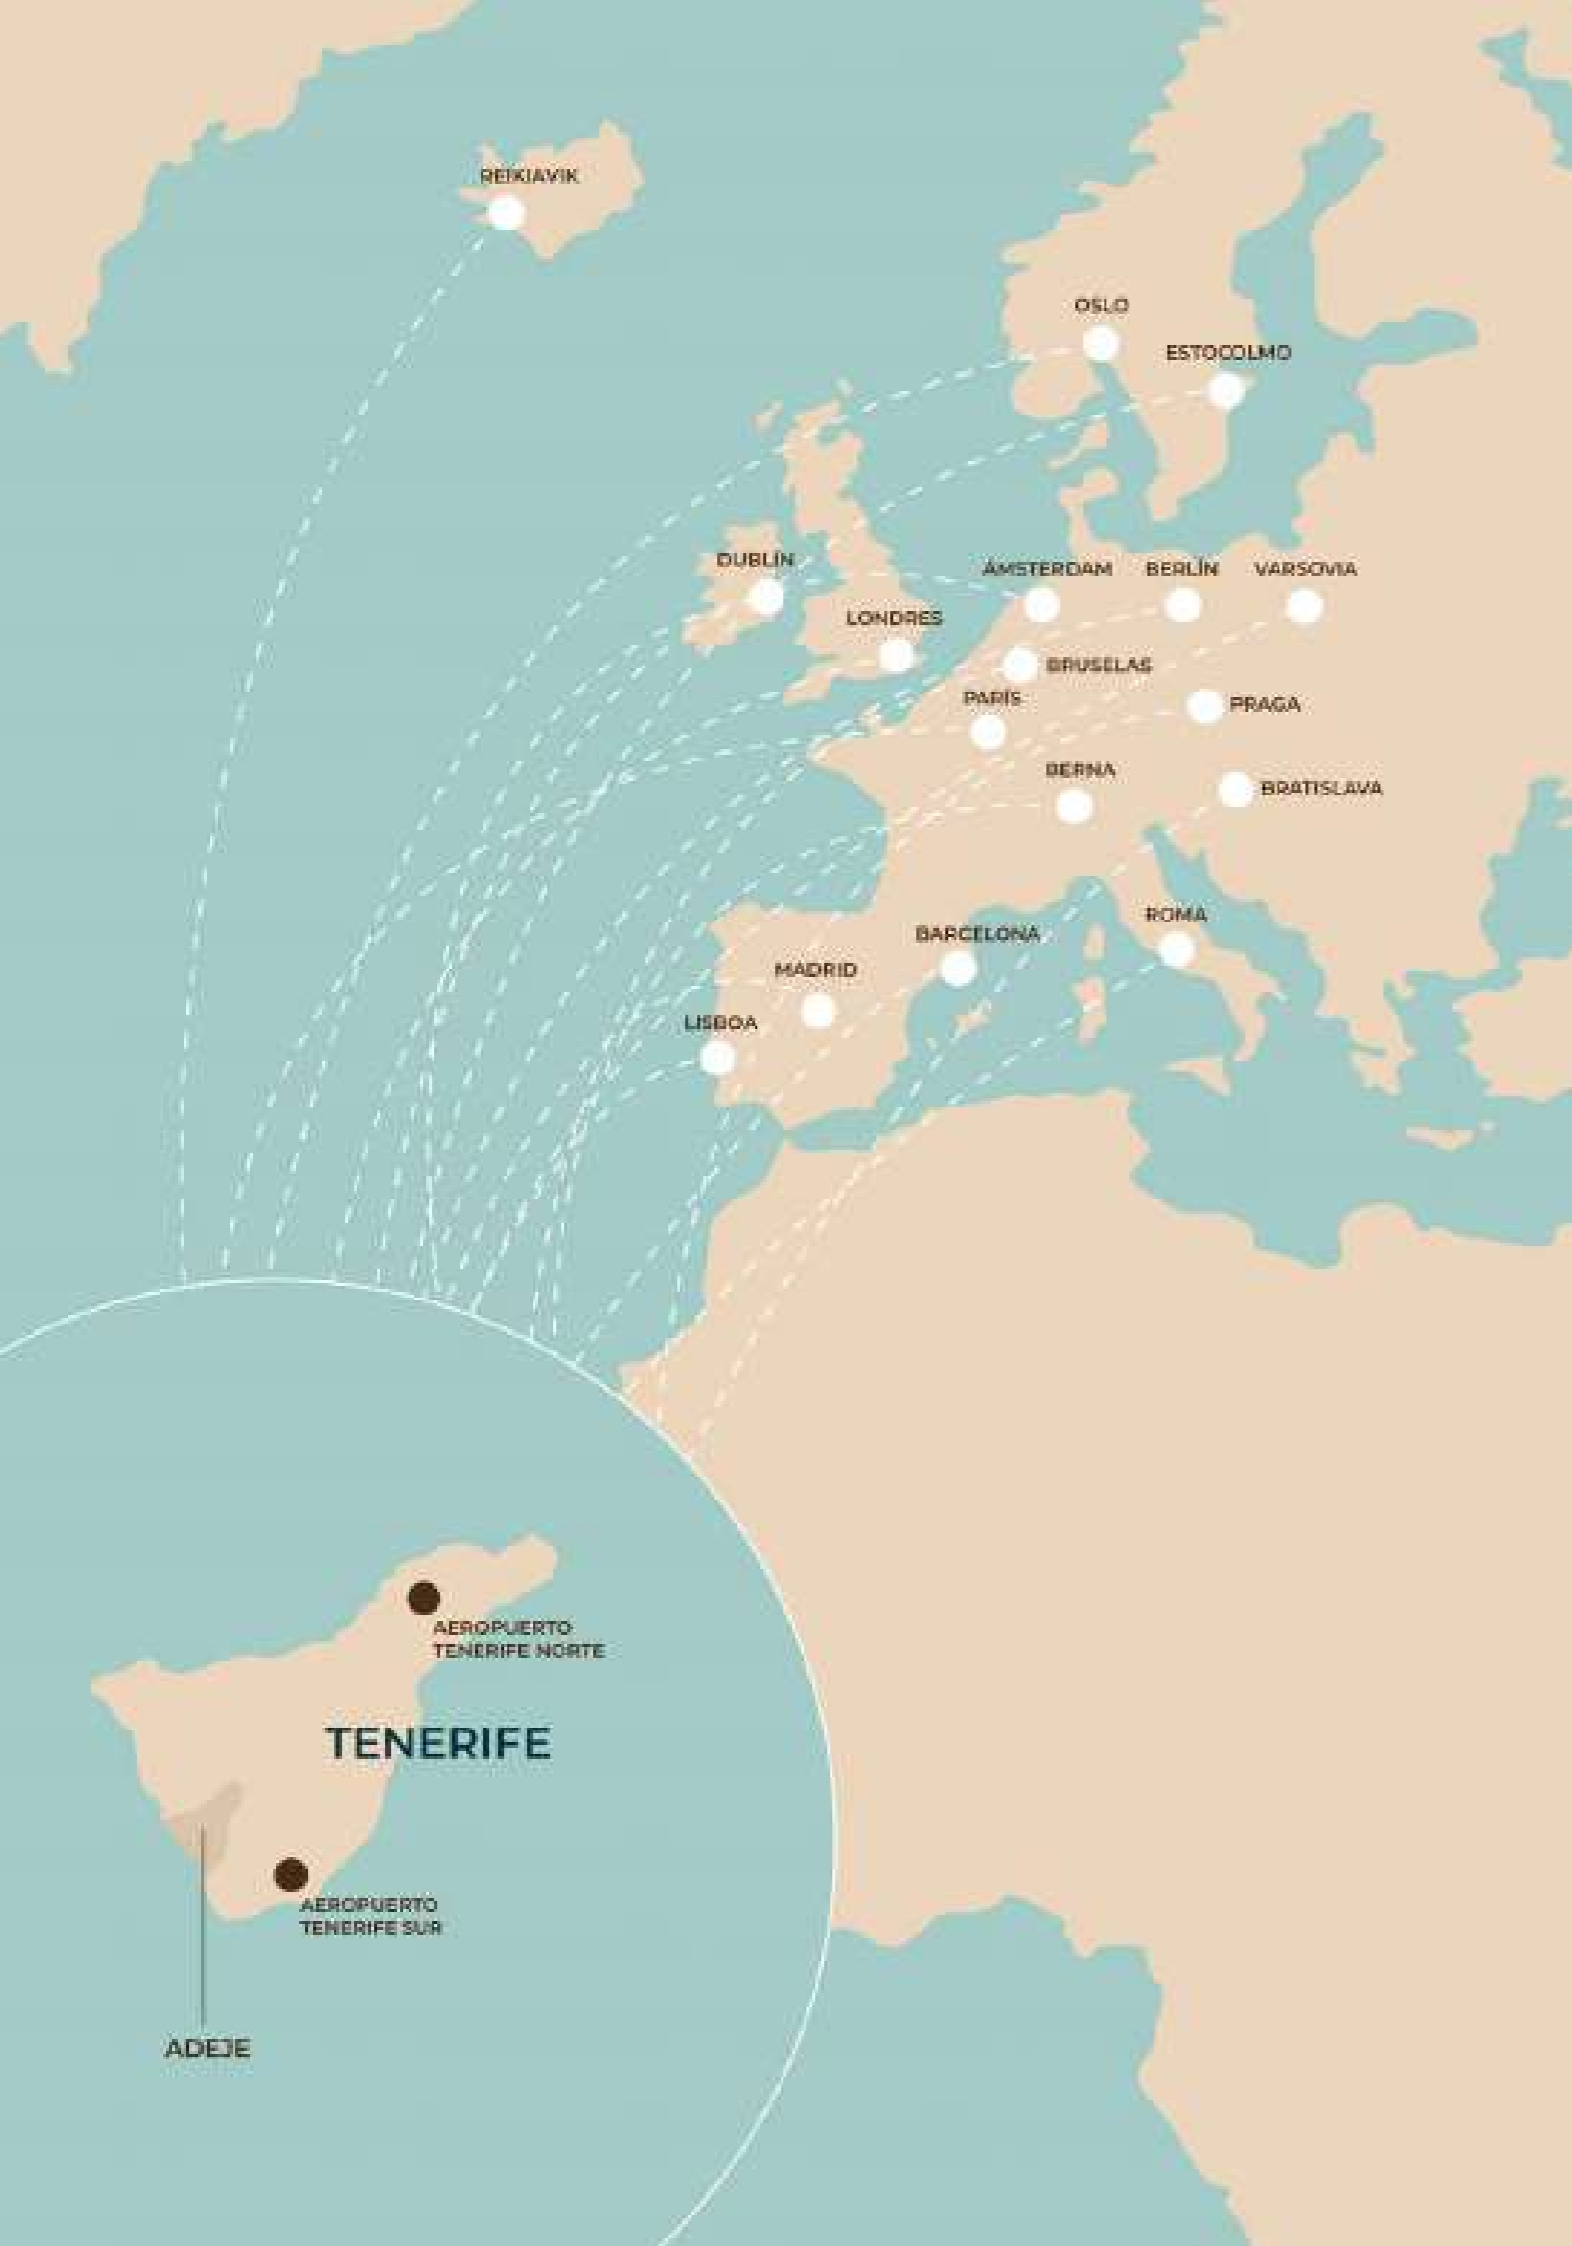 REIKIAVIK
OSLO
ESTOCOLMO
DUBLÍN
ÁMSTERDAM
BERLÍN
VARSOVIA
LONDRES
BRUSELAS
PARÍS
PRAGA
BERNA
BRATISLAVA
ROMA
BARCELONA
MADRID
LISBOA
AEROPUERTO
TENERIFE NORTE
TENERIFE
AEROPUERTO
TENERIFE SUR
ADEJE